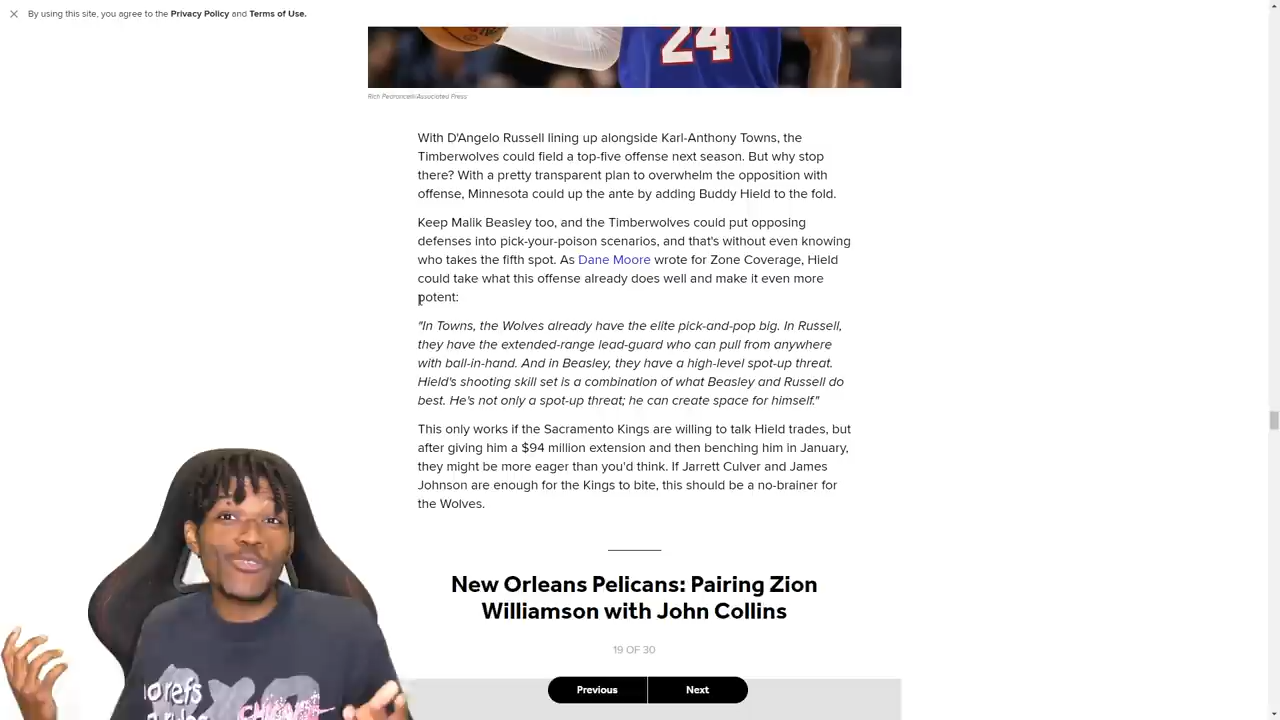 By using this site, you agree to the Privacy Policy and Terms of Use.
24
With D'Angelo Russell lining up alongside Karl-Anthony Towns, the
Timberwolves could field a top-five offense next season. But why stop
there? With a pretty transparent plan to overwhelm the opposition with
offense, Minnesota could up the ante by adding Buddy Hield to the fold.
Keep Malik Beasley too, and the Timberwolves could put opposing
defenses into pick-your-poison scenarios, and that's without even knowing
who takes the fifth spot. As Dane Moore wrote for Zone Coverage, Hield
could take what this offense already does well and make it even more
potent:
"In Towns, the Wolves already have the elite pick-and-pop big. In Russell,
they have the extended-range lead-guard who can pull from anywhere
with ball-in-hand. And in Beasley, they have a high-level spot-up threat.
Hield's shooting skill set is a combination of what Beasley and Russell do
best. He's not only a spot-up threat; he can create space for himself."
This only works if the Sacramento Kings are willing to talk Hield trades, but
after giving him a $94 million extension and then benching him in January,
they might be more eager than you'd think. If Jarrett Culver and James
Johnson are enough for the Kings to bite, this should be a no-brainer for
the Wolves.
New Orleans Pelicans: Pairing Zion
Williamson with John Collins
19 OF 30
Previous Next